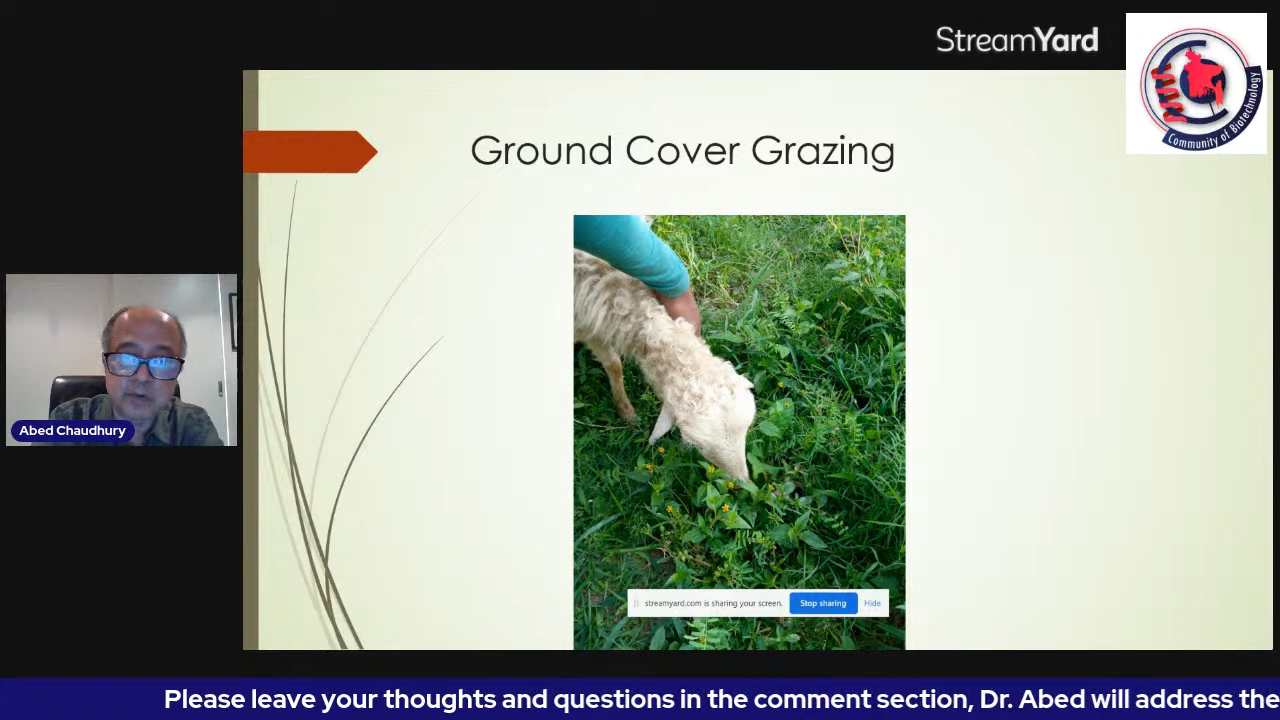 StreamYard
Community of Biotechnology
Ground Cover Grazing
Abed Chaudhury
streamyard.com is sharing your screen.
Stop sharing
Hide
Please leave your thoughts and questions in the comment section, Dr. Abed will address the